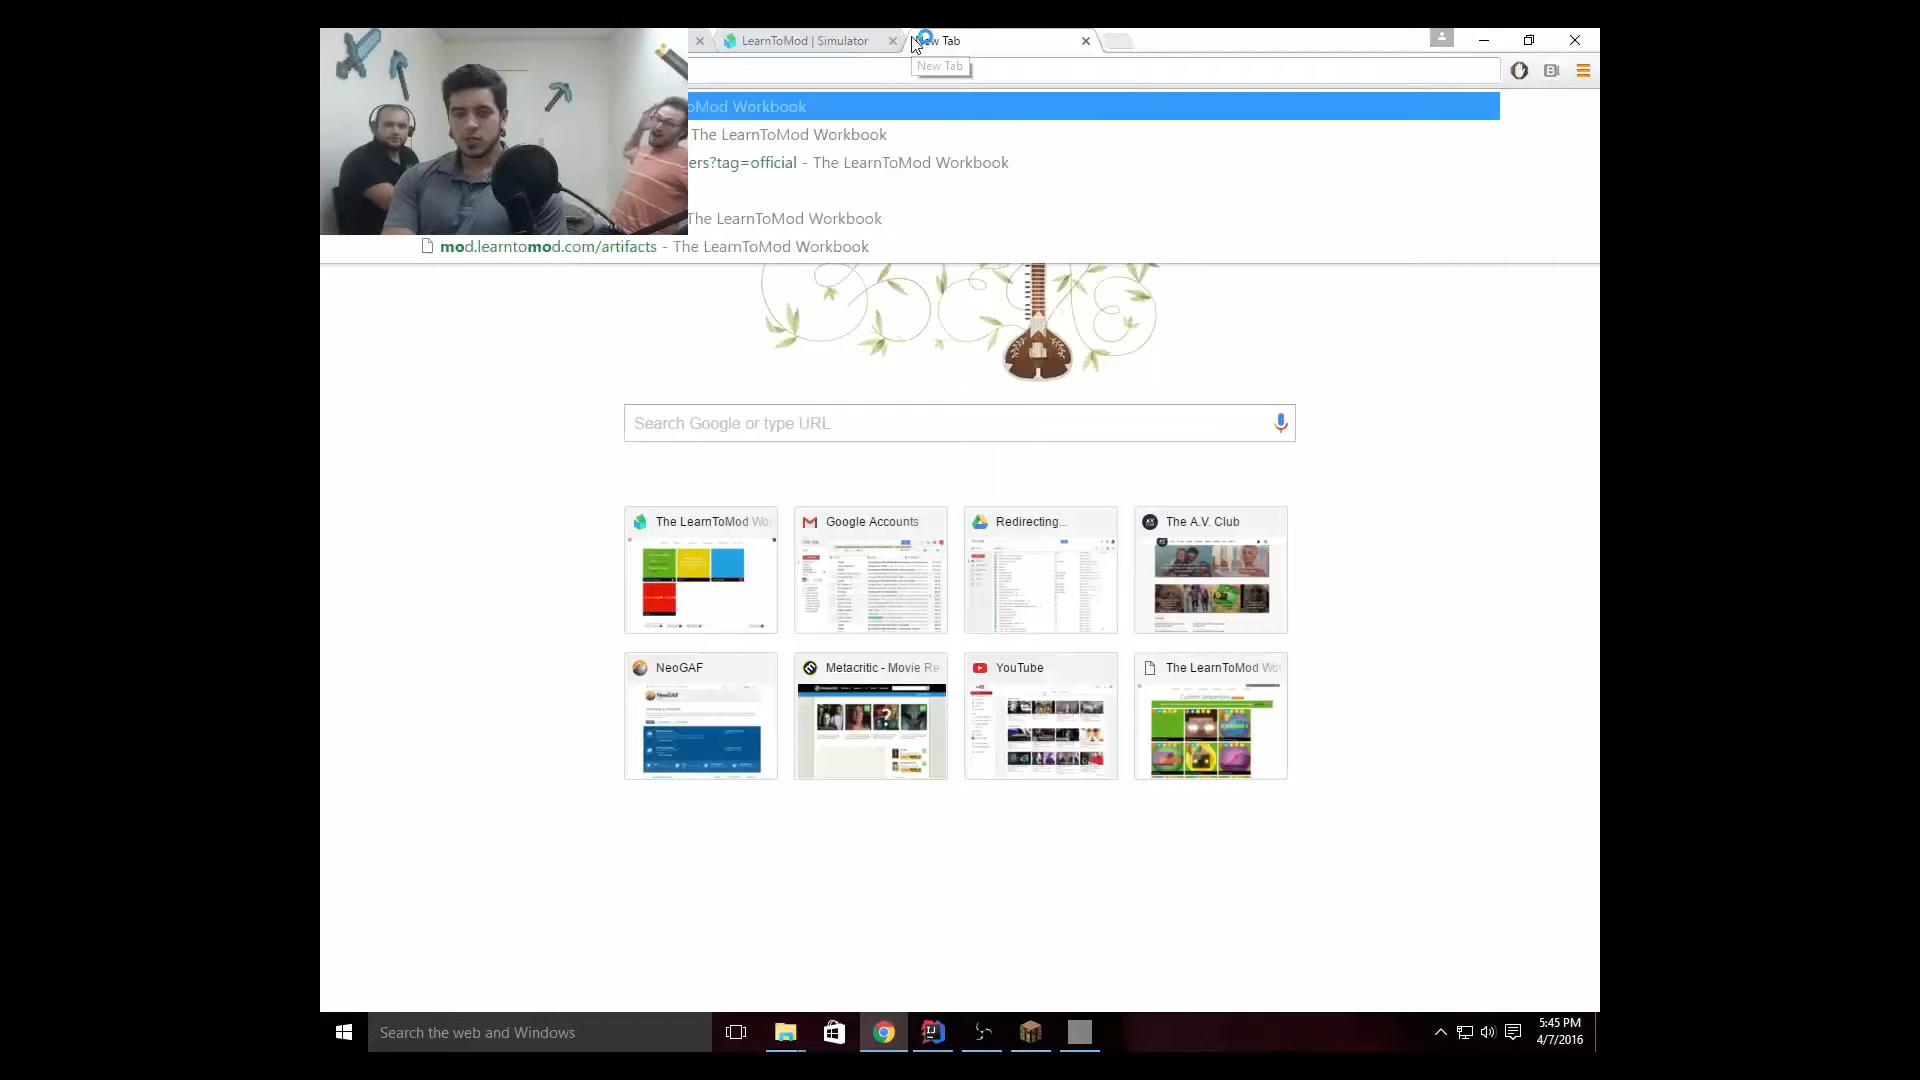 LearnToMod | Simulator
New Tab
New Tab
Mod Workbook
The LearnToMod Workbook
ers?tag=official - The LearnToMod Workbook
The LearnToMod Workbook
mod.learntomod.com/artifacts - The LearnToMod Workbook
Search Google or type URL
The LearnToMod Wo
Google Accounts
Redirecting...
The A.V. Club
NeoGAF
Metacritic - Movie Re
YouTube
The LearnToMod Wo
Search the web and Windows
5:45 PM
4/7/2016